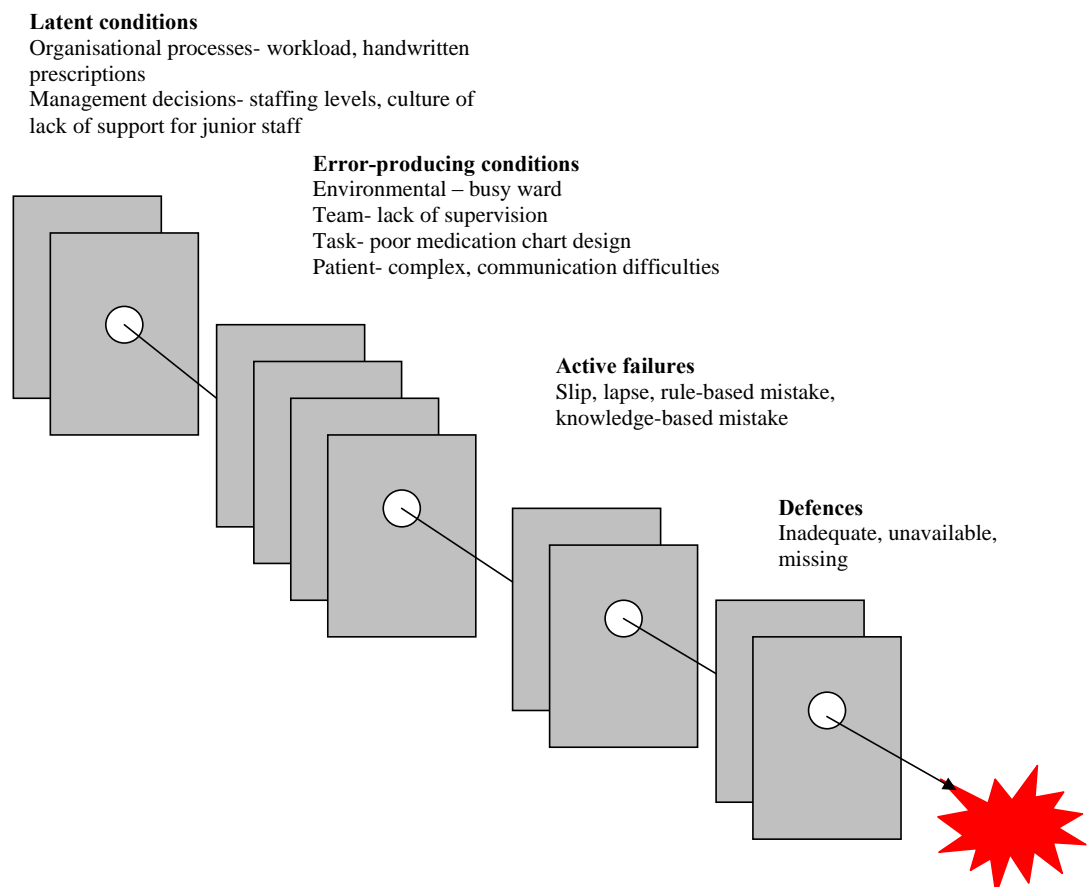 Latent conditions
Organisational processes- workload, handwritten
prescriptions
Management decisions- staffing levels, culture of
lack of support for junior staff
Error-producing conditions
Environmental – busy ward
Team- lack of supervision
Task- poor medication chart design
Patient- complex, communication difficulties
Active failures
Slip, lapse, rule-based mistake,
knowledge-based mistake
Defences
Inadequate, unavailable,
missing